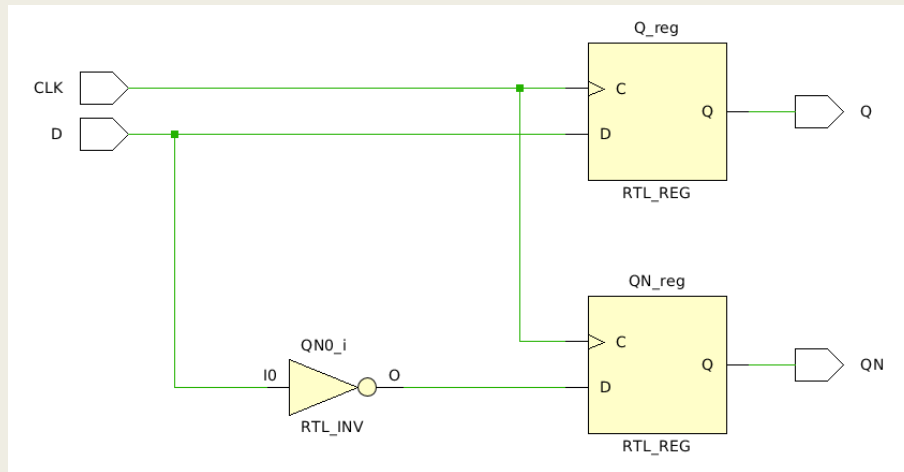 Q_reg
CLK
C
Q
Q
D
D
RTL_REG
QN_reg
C
QN0_i
Q
QN
I0
O
D
RTL_INV
RTL_REG